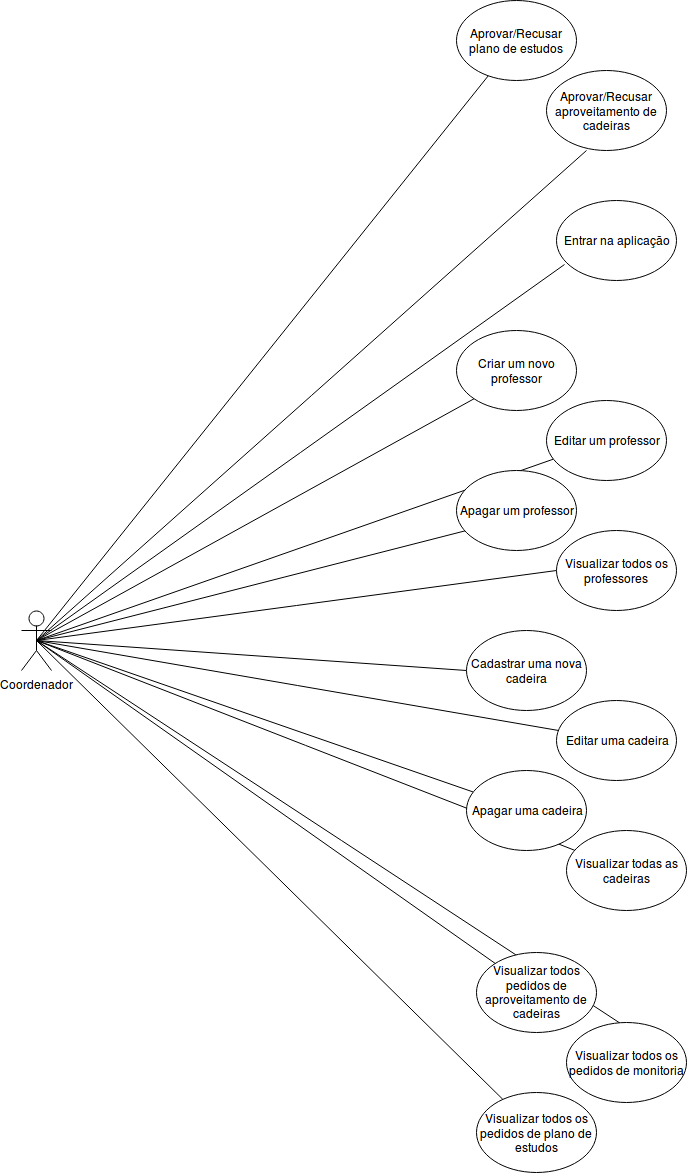 Aprovar/Recusar
plano de estudos
Aprovar/Recusar
aproveitamento de
cadeiras
Entrar na aplicação
Criar um novo
professor
Editar um professor
Apagar um professor
Visualizar todos os
professores
Cadastrar uma nova
cadeira
Coordenador
Editar uma cadeira
Apagar uma cadeira
Visualizar todas as
cadeiras
Visualizar todos
pedidos de
aproveitamento de
cadeiras
Visualizar todos os
pedidos de monitoria
Visualizar todos os
pedidos de plano de
estudos